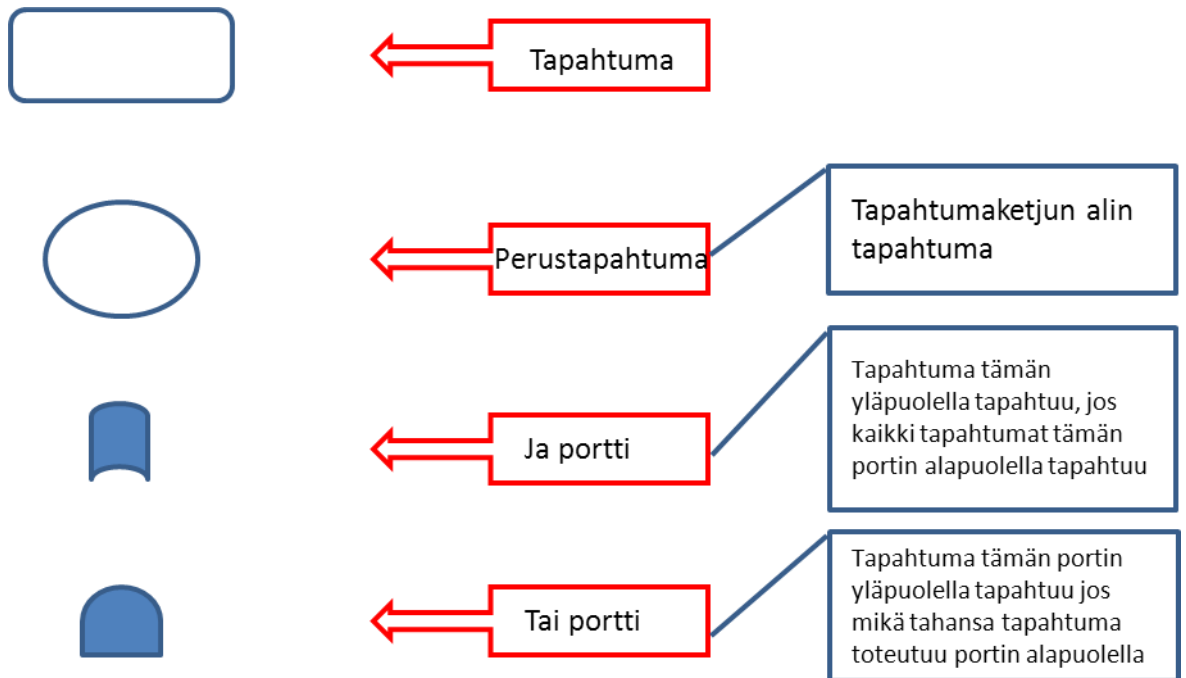 Tapahtuma
Perustapahtuma
Tapahtumaketjun alin
tapahtuma
Ja portti
Tapahtuma tämän
yläpuolella tapahtuu, jos
kaikki tapahtumat tämän
portin alapuolella tapahtuu
Tai portti
Tapahtuma tämän portin
yläpuolella tapahtuu jos
mikä tahansa tapahtuma
toteutuu portin alapuolella